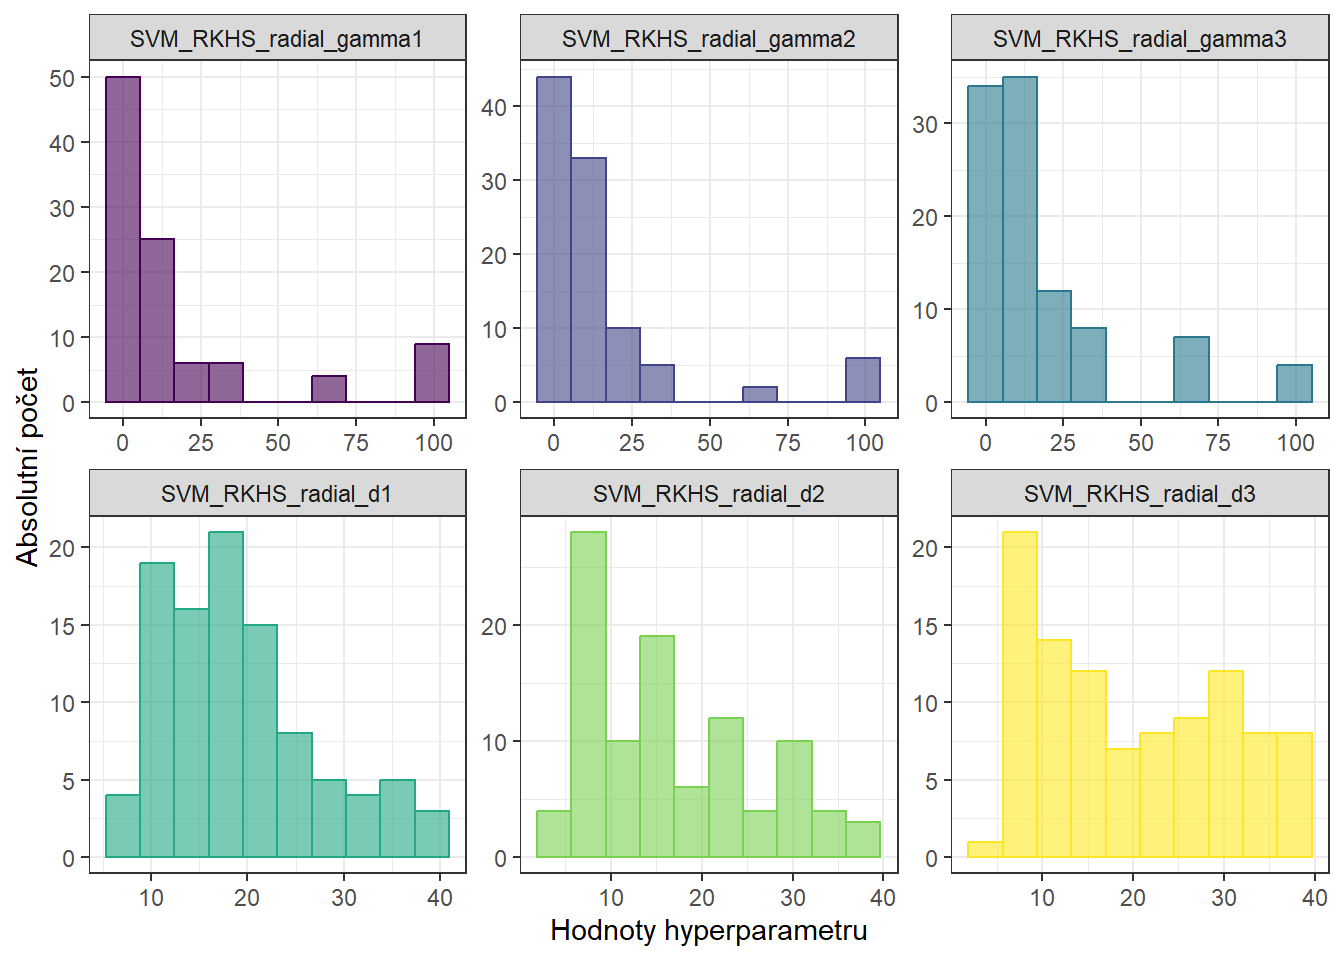 SVM_RKHS_radial_gamma1 SVM_RKHS_radial_gamma2 SVM_RKHS_radial_gamma3
50
40
30
20
10
0
0 25 50 75 100
40
30
20
10
0
0 25 50 75 100
30
20
10
0
0 25 50 75 100
Absolutní počet
SVM_RKHS_radial_d1 SVM_RKHS_radial_d2 SVM_RKHS_radial_d3
20
15
10
5
0
10 20 30 40
20
10
0
10 20 30 40
20
15
10
5
0
10 20 30 40
Hodnoty hyperparametru